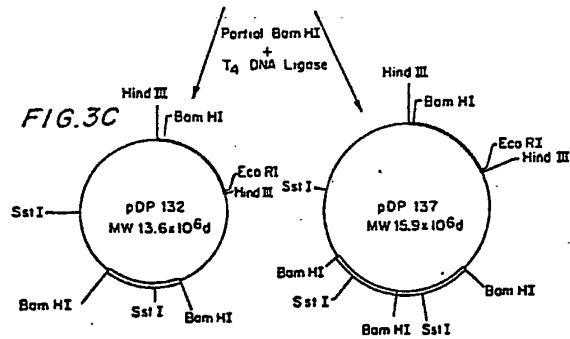 Partial Bam HI
+
T4 DNA Ligase
FIG.3C
Hind III
Bam HI
Eco RI
Hind III
Sst I
pDP 132
MW 13.6x10⁶d
Bam HI
Sst I
Bam HI
Hind III
Bam HI
Eco RI
Hind III
Sst I
pDP 137
MW 15.9x10⁶d
Bam HI
Sst I
Bam HI
Sst I
Bam HI